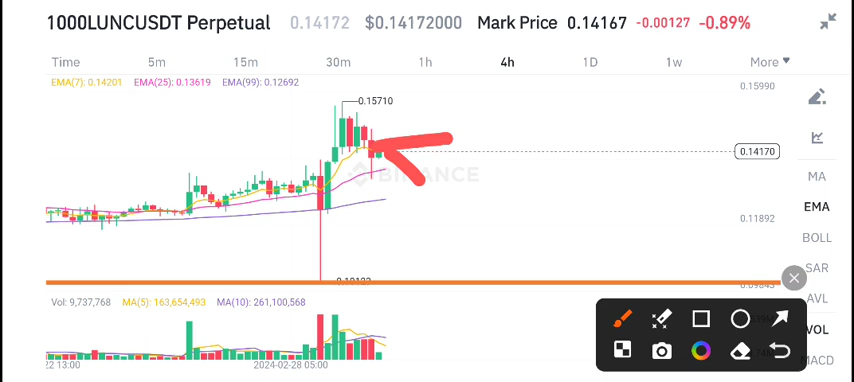 1000LUNCUSDT Perpetual 0.14172 $0.14172000 Mark Price 0.14167 -0.00127 -0.89%
Time 5m 15m 30m 1h 4h 1D 1w More
EMA(7): 0.14201 EMA(25): 0.13619 EMA(99): 0.12692
0.15990
0.15710
0.14170
BINANCE
MA
EMA
0.11892
BOLL
SAR
AVL
Vol: 9,737,768 MA(5): 163,654,493 MA(10): 261,100,568
VOL
MACD
22 13:00 2024-02-28 05:00